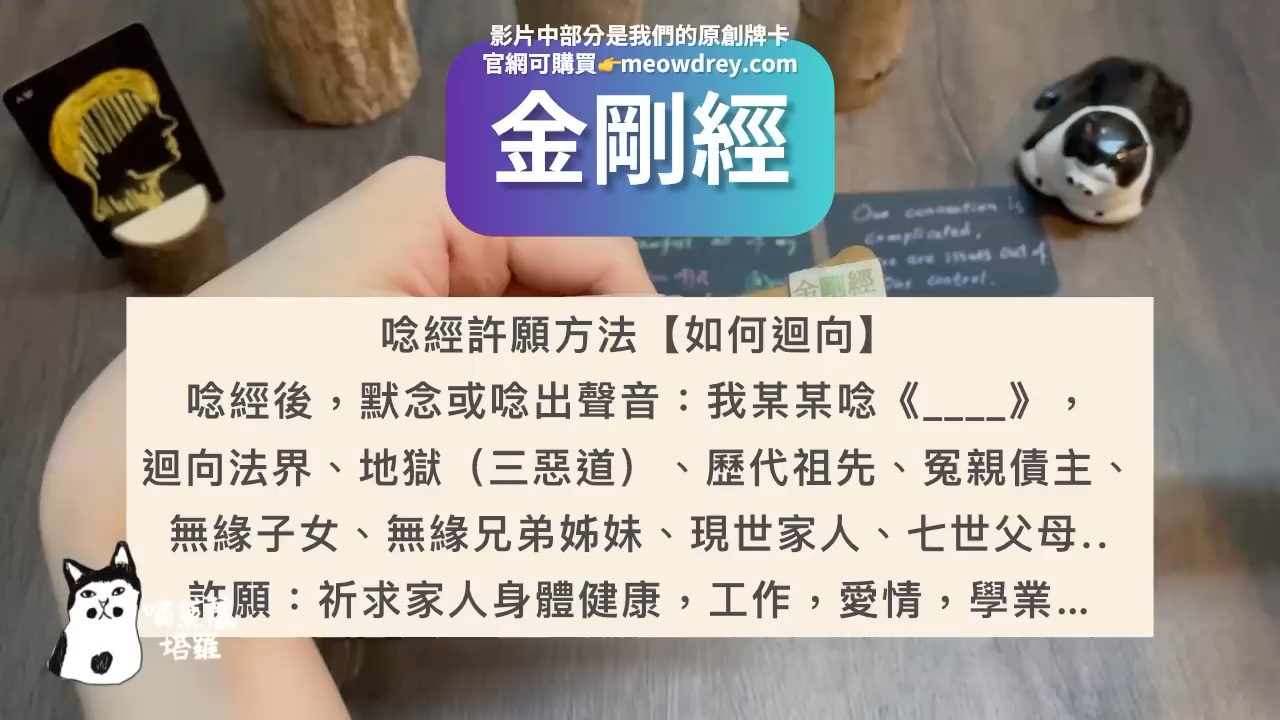 影片中部分是我們的原創牌卡
官網可購買👉meowdrey.com
金剛經
A
Our connection is
complicated,
are issues out of
Our control.
金剛經
唸經許願方法【如何迴向】
唸經後，默念或唸出聲音：我某某唸《____》，
迴向法界、地獄（三惡道）、歷代祖先、冤親債主、
無緣子女、無緣兄弟姊妹、現世家人、七世父母..
許願：祈求家人身體健康，工作，愛情，學業...
塔羅